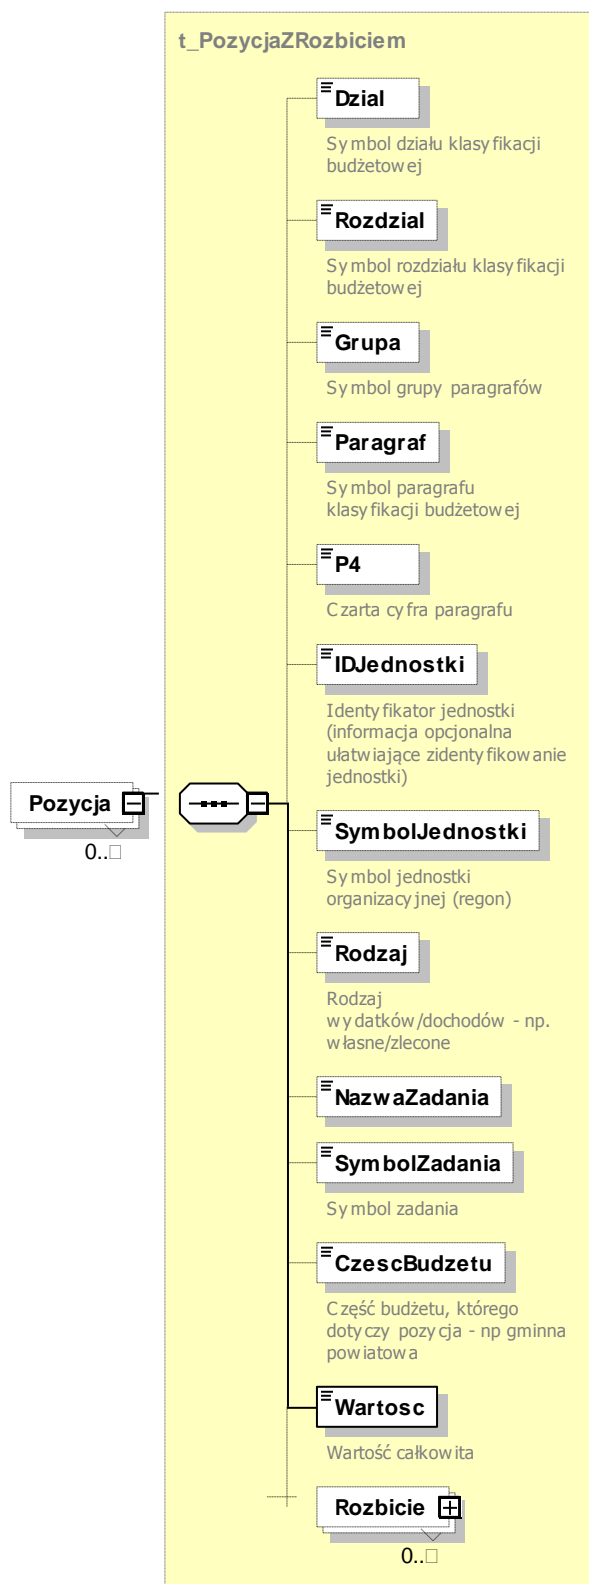 t_PozycjaZRozbiciem
Dzial
Symbol działu klasyfikacji
budżetowej
Rozdzial
Symbol rozdziału klasyfikacji
budżetowej
Grupa
Symbol grupy paragrafów
Paragraf
Symbol paragrafu
klasyfikacji budżetowej
P4
Czarta cyfra paragrafu
IDJednostki
Identyfikator jednostki
(informacja opcjonalna
ułatwiające zidentyfikowanie
jednostki)
Pozycja
0..□
SymbolJednostki
Symbol jednostki
organizacyjnej (regon)
Rodzaj
Rodzaj
wydatków/dochodów - np.
własne/zlecone
NazwaZadania
SymbolZadania
Symbol zadania
CzescBudzetu
Część budżetu, którego
dotyczy pozycja - np gminna
powiatowa
Wartosc
Wartość całkowita
Rozbicie
0..□